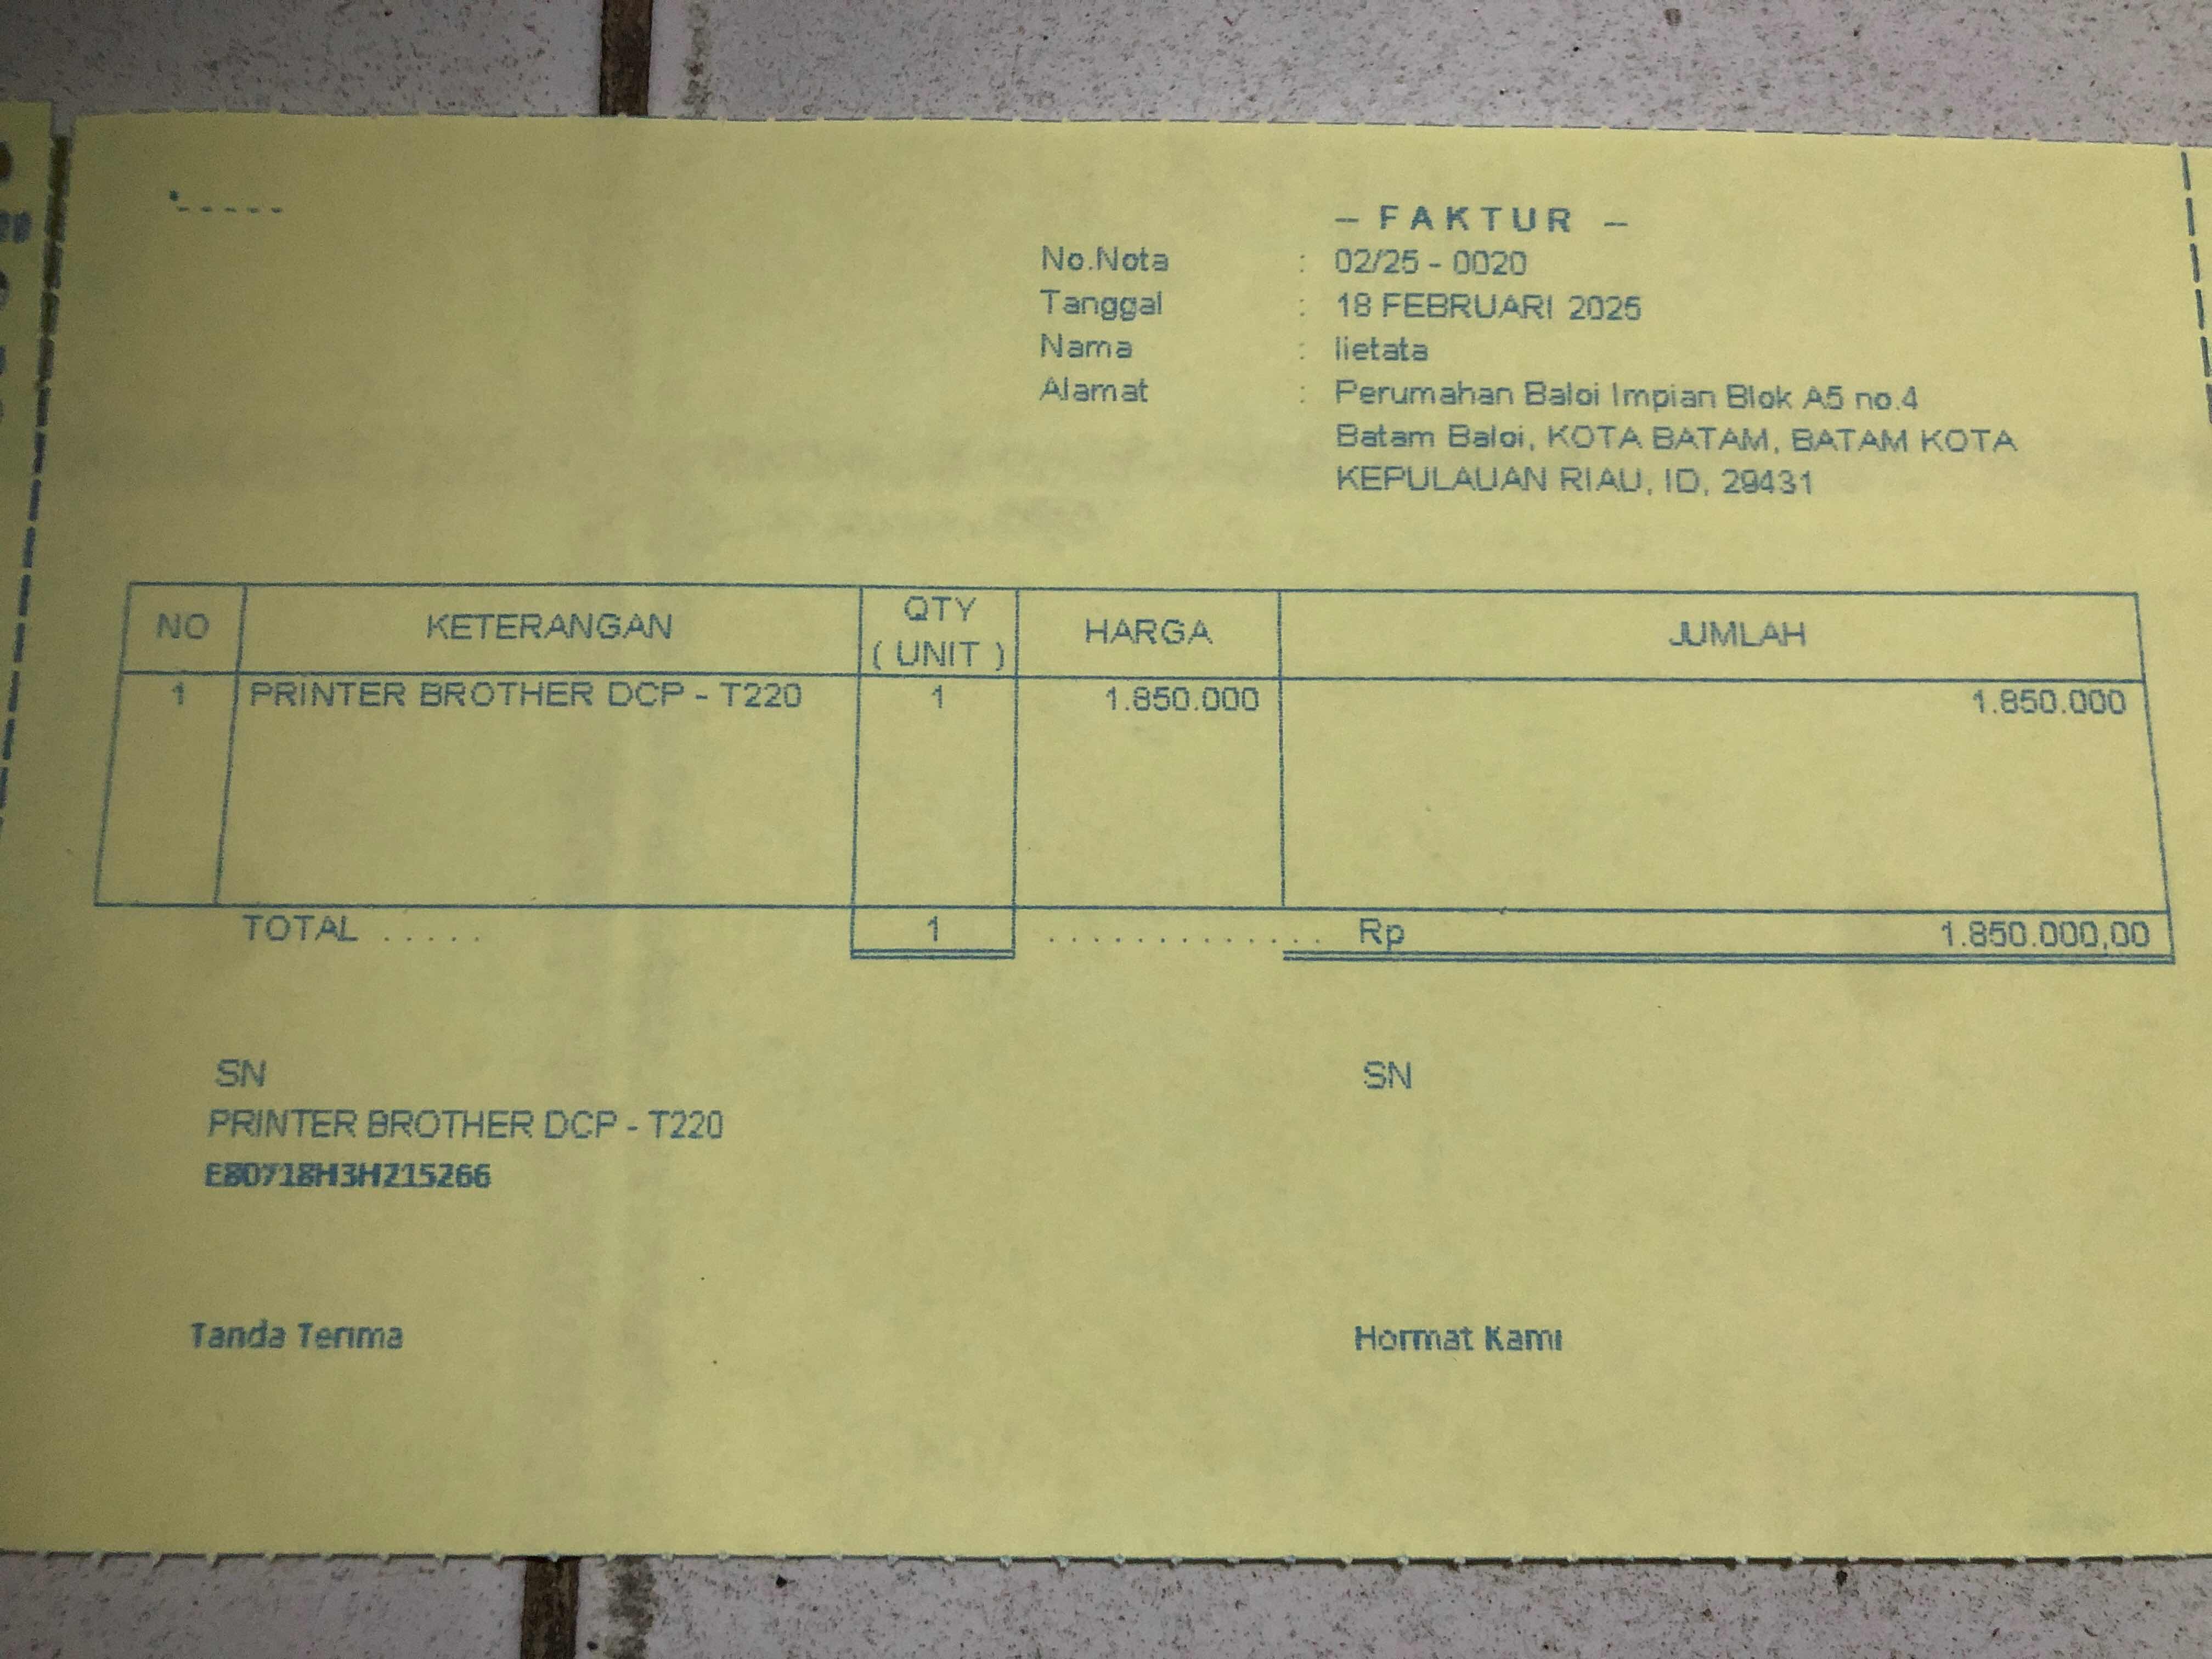 – FAKTUR –
No.Nota : 02/25 - 0020
Tanggal : 18 FEBRUARI 2025
Nama : lietata
Alamat : Perumahan Baloi Impian Blok A5 no.4
Batam Baloi, KOTA BATAM, BATAM KOTA
KEPULAUAN RIAU, ID, 29431
NO KETERANGAN QTY ( UNIT ) HARGA JUMLAH
1 PRINTER BROTHER DCP - T220 1 1.850.000 1.850.000
TOTAL ..... 1 ............. Rp 1.850.000,00
SN SN
PRINTER BROTHER DCP - T220
E80718H3H215266
Tanda Terima Hormat Kami